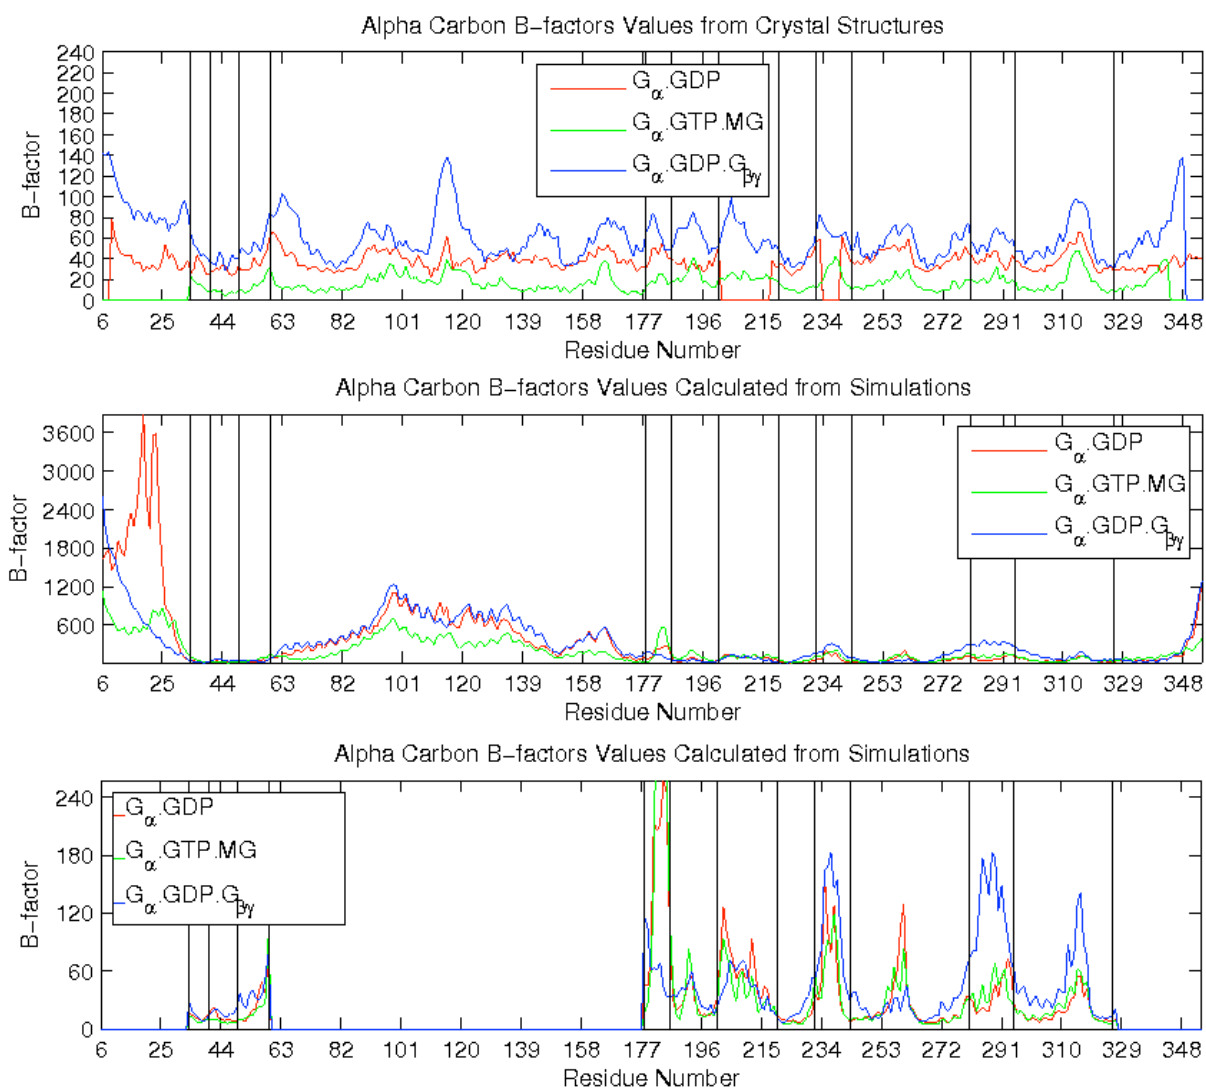 Alpha Carbon B-factors Values from Crystal Structures
240
220
200
180
160
140
120
100
80
60
40
20
0
B-factor
Gα.GDP
Gα.GTP.MG
Gα.GDP.Gβγ
6 25 44 63 82 101 120 139 158 177 196 215 234 253 272 291 310 329 348
Residue Number
Alpha Carbon B-factors Values Calculated from Simulations
3600
3000
2400
1800
1200
600
B-factor
Gα.GDP
Gα.GTP.MG
Gα.GDP.Gβγ
6 25 44 63 82 101 120 139 158 177 196 215 234 253 272 291 310 329 348
Residue Number
Alpha Carbon B-factors Values Calculated from Simulations
240
180
120
60
0
B-factor
Gα.GDP
Gα.GTP.MG
Gα.GDP.Gβγ
6 25 44 63 82 101 120 139 158 177 196 215 234 253 272 291 310 329 348
Residue Number